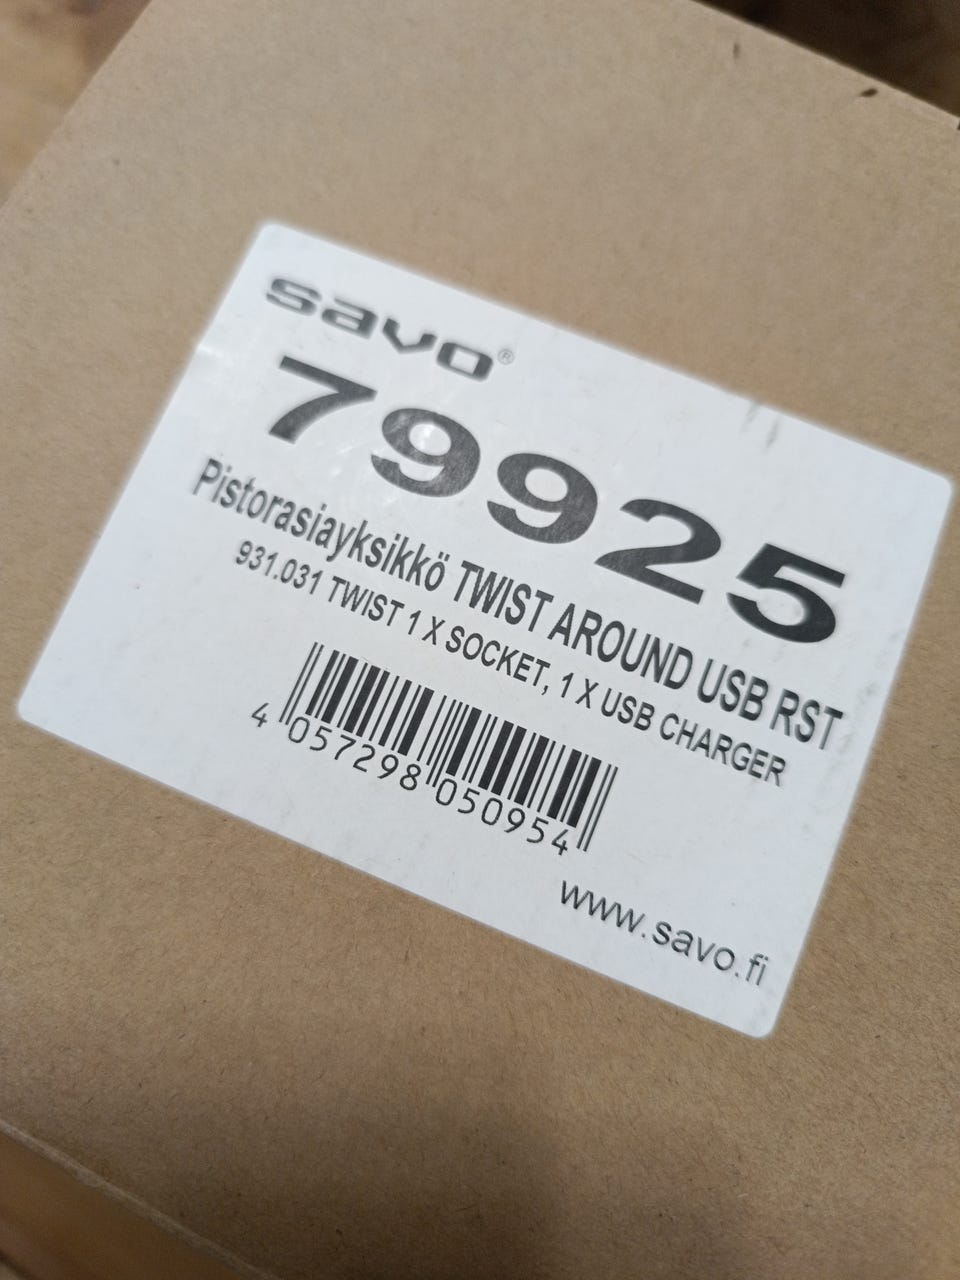 savo®
79925
Pistorasiayksikkö TWIST AROUND USB RST
931.031 TWIST 1 X SOCKET, 1 X USB CHARGER
4 057298 050954
www.savo.fi